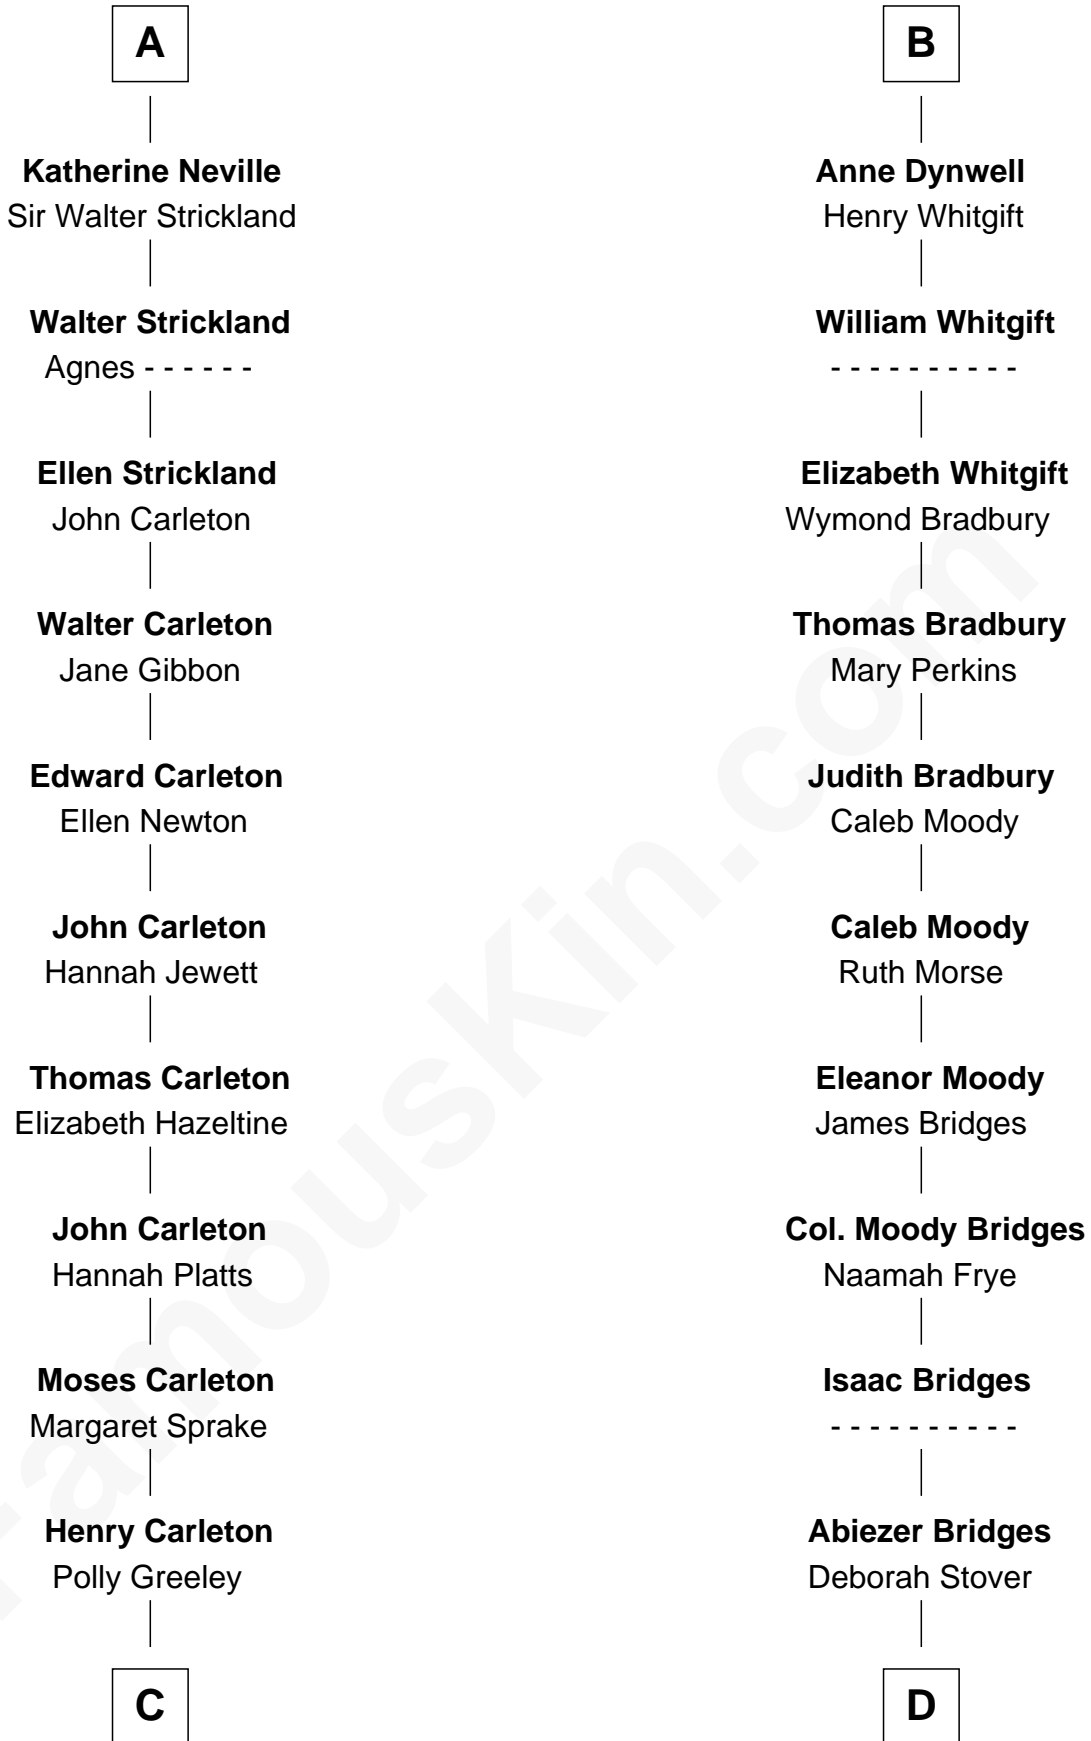 A
Katherine Neville
Sir Walter Strickland
Walter Strickland
Agnes - - - - - -
Ellen Strickland
John Carleton
Walter Carleton
Jane Gibbon
Edward Carleton
Ellen Newton
John Carleton
Hannah Jewett
Thomas Carleton
Elizabeth Hazeltine
John Carleton
Hannah Platts
Moses Carleton
Margaret Sprake
Henry Carleton
Polly Greeley
C
B
Anne Dynwell
Henry Whitgift
William Whitgift
- - - - - - - - - -
Elizabeth Whitgift
Wymond Bradbury
Thomas Bradbury
Mary Perkins
Judith Bradbury
Caleb Moody
Caleb Moody
Ruth Morse
Eleanor Moody
James Bridges
Col. Moody Bridges
Naamah Frye
Isaac Bridges
- - - - - - - - - -
Abiezer Bridges
Deborah Stover
D
FamousKin.com